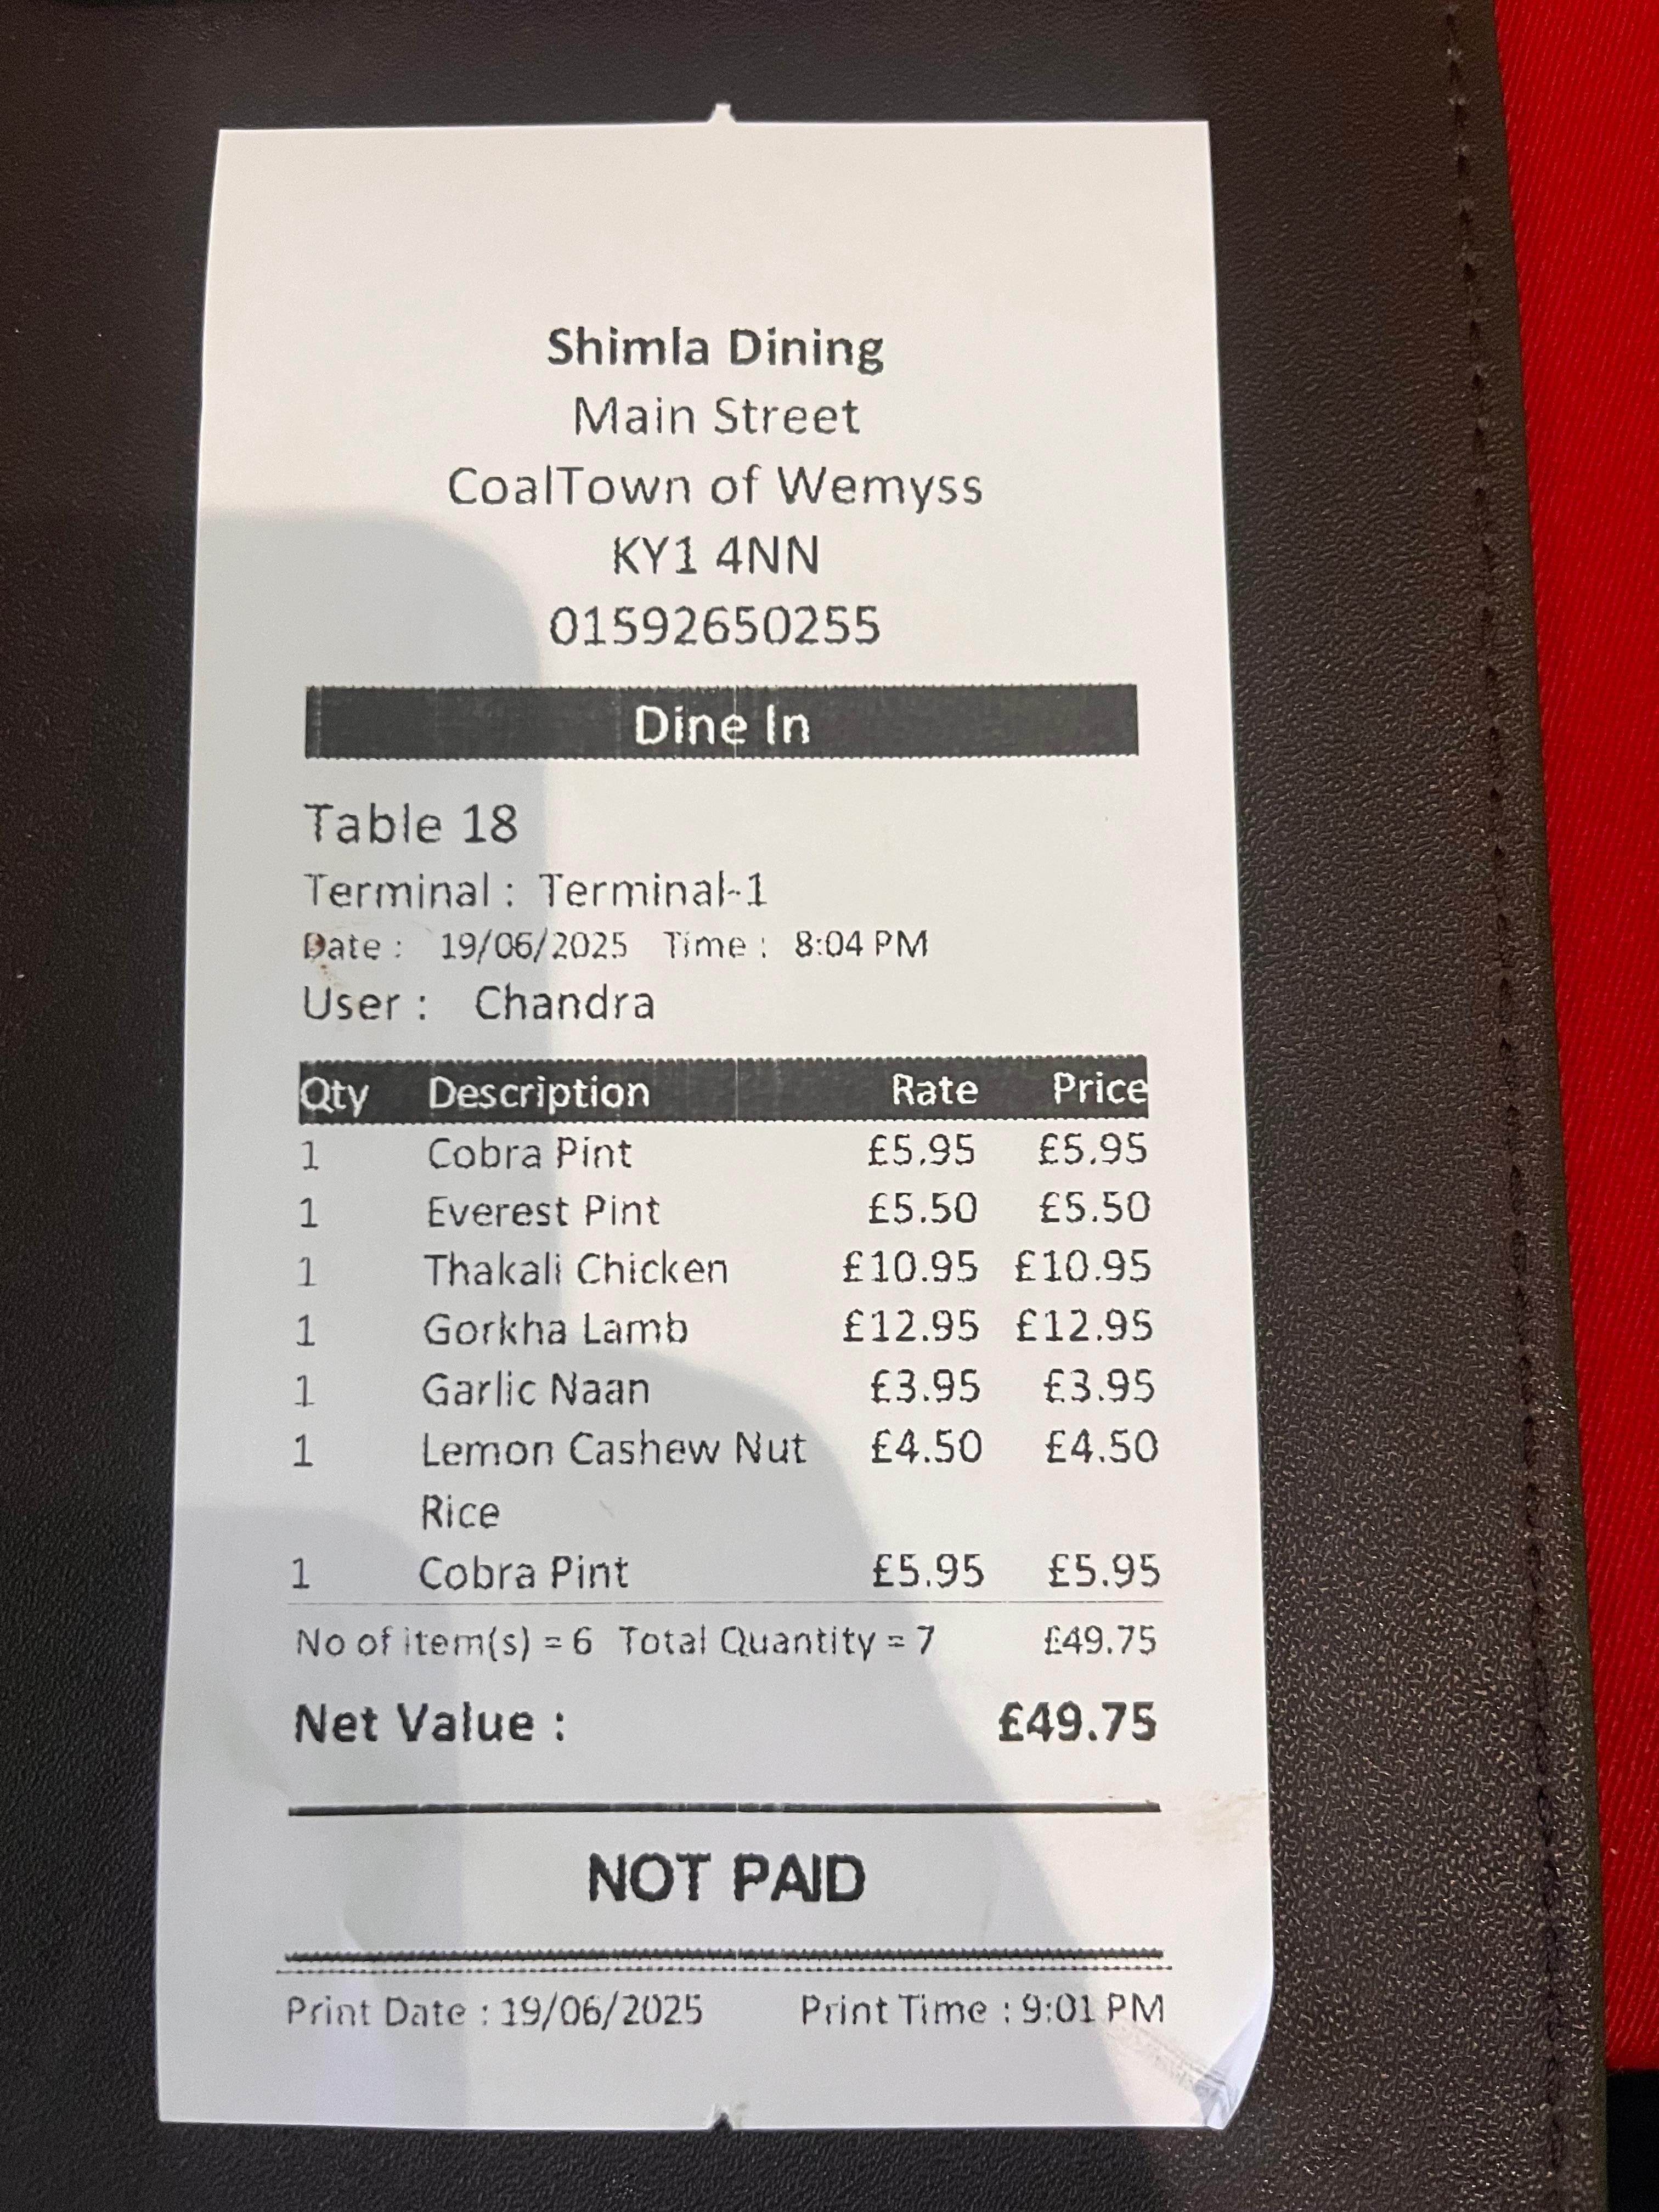 Shimla Dining
Main Street
CoalTown of Wemyss
KY1 4NN
01592650255
Dine In
Table 18
Terminal : Terminal-1
Date : 19/06/2025 Time : 8:04 PM
User : Chandra
Qty Description Rate Price
1 Cobra Pint £5.95 £5.95
1 Everest Pint £5.50 £5.50
1 Thakali Chicken £10.95 £10.95
1 Gorkha Lamb £12.95 £12.95
1 Garlic Naan £3.95 £3.95
1 Lemon Cashew Nut £4.50 £4.50
Rice
1 Cobra Pint £5.95 £5.95
No of item(s) = 6 Total Quantity = 7 £49.75
Net Value : £49.75
NOT PAID
Print Date : 19/06/2025 Print Time : 9:01 PM